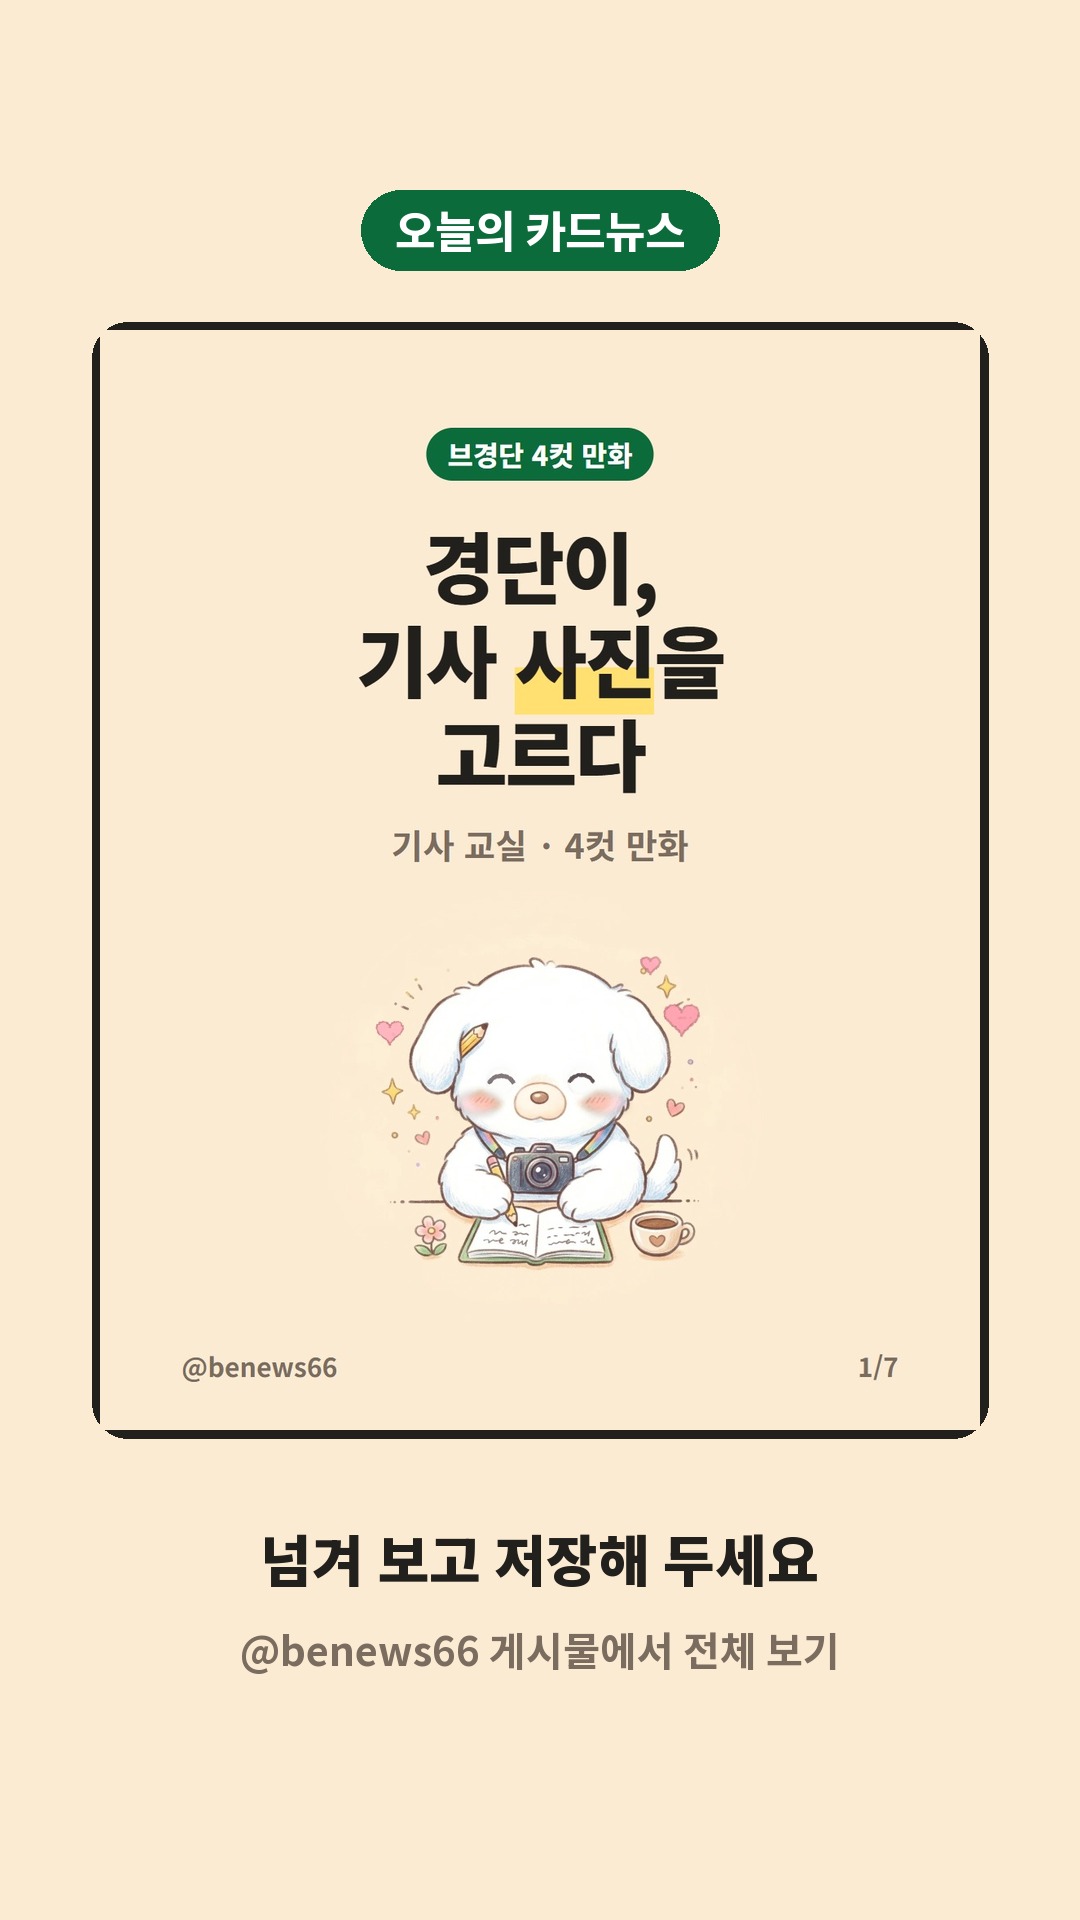 오늘의 카드뉴스
브경단 4컷 만화
경단이,
기사 사진을
고르다
기사 교실 · 4컷 만화
@benews66
1/7
넘겨 보고 저장해 두세요
@benews66 게시물에서 전체 보기